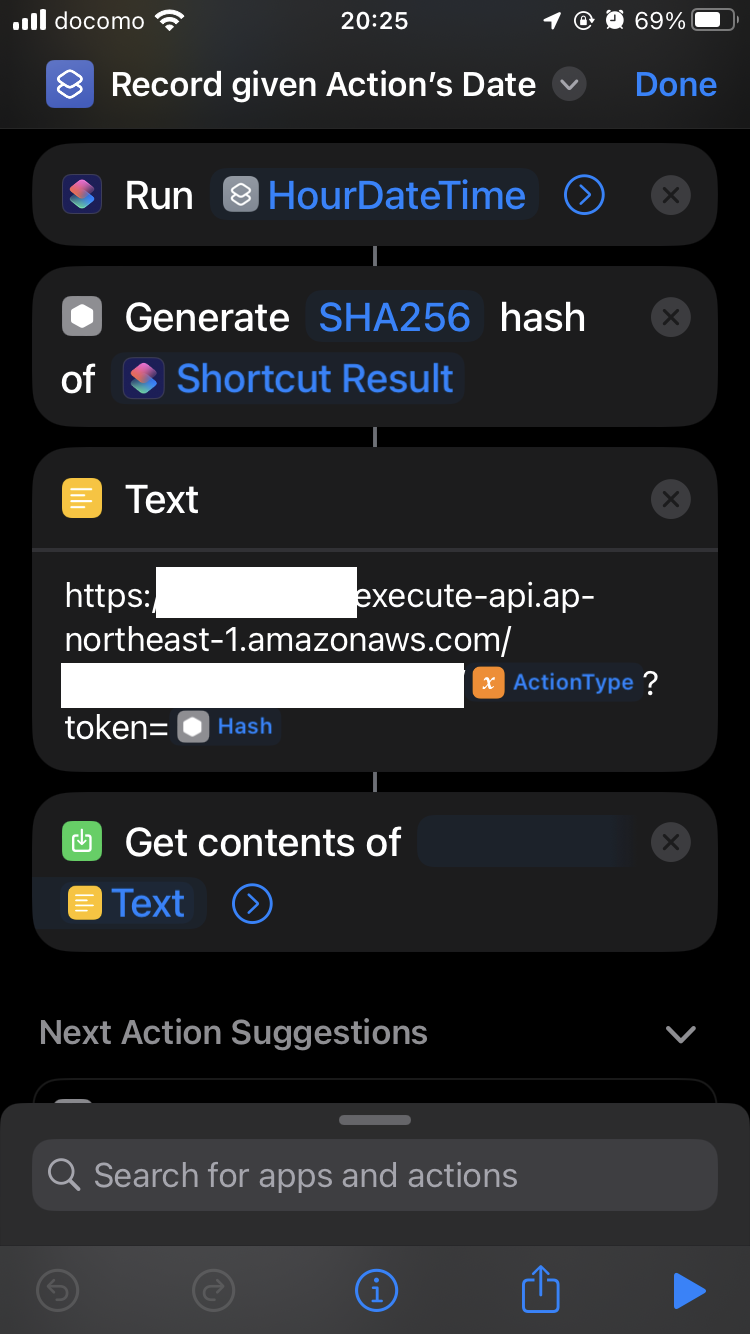 docomo 20:25 69%
Record given Action's Date Done
Run HourDateTime
Generate SHA256 hash
of Shortcut Result
Text
https:/ execute-api.ap-
northeast-1.amazonaws.com/
x ActionType ?
token= Hash
Get contents of
Text
Next Action Suggestions
Search for apps and actions